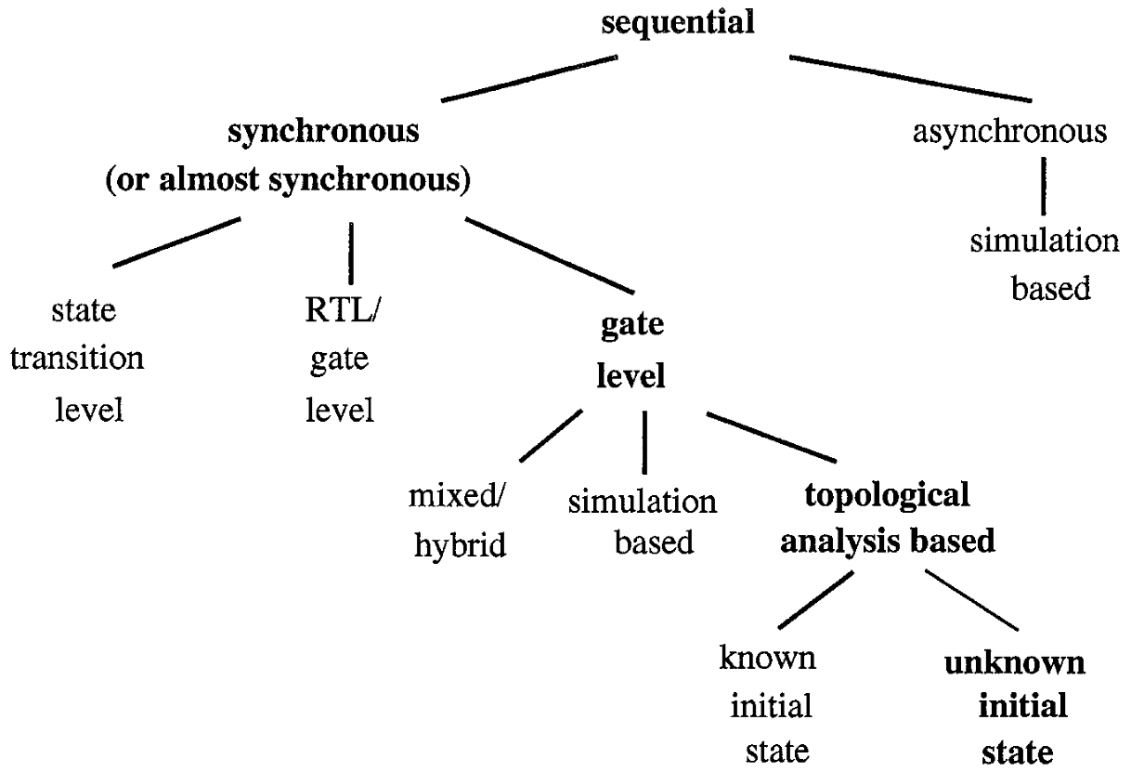 sequential
synchronous
(or almost synchronous)
asynchronous
simulation
based
state
transition
level
RTL/
gate
level
gate
level
mixed/
hybrid
simulation
based
topological
analysis based
known
initial
state
unknown
initial
state